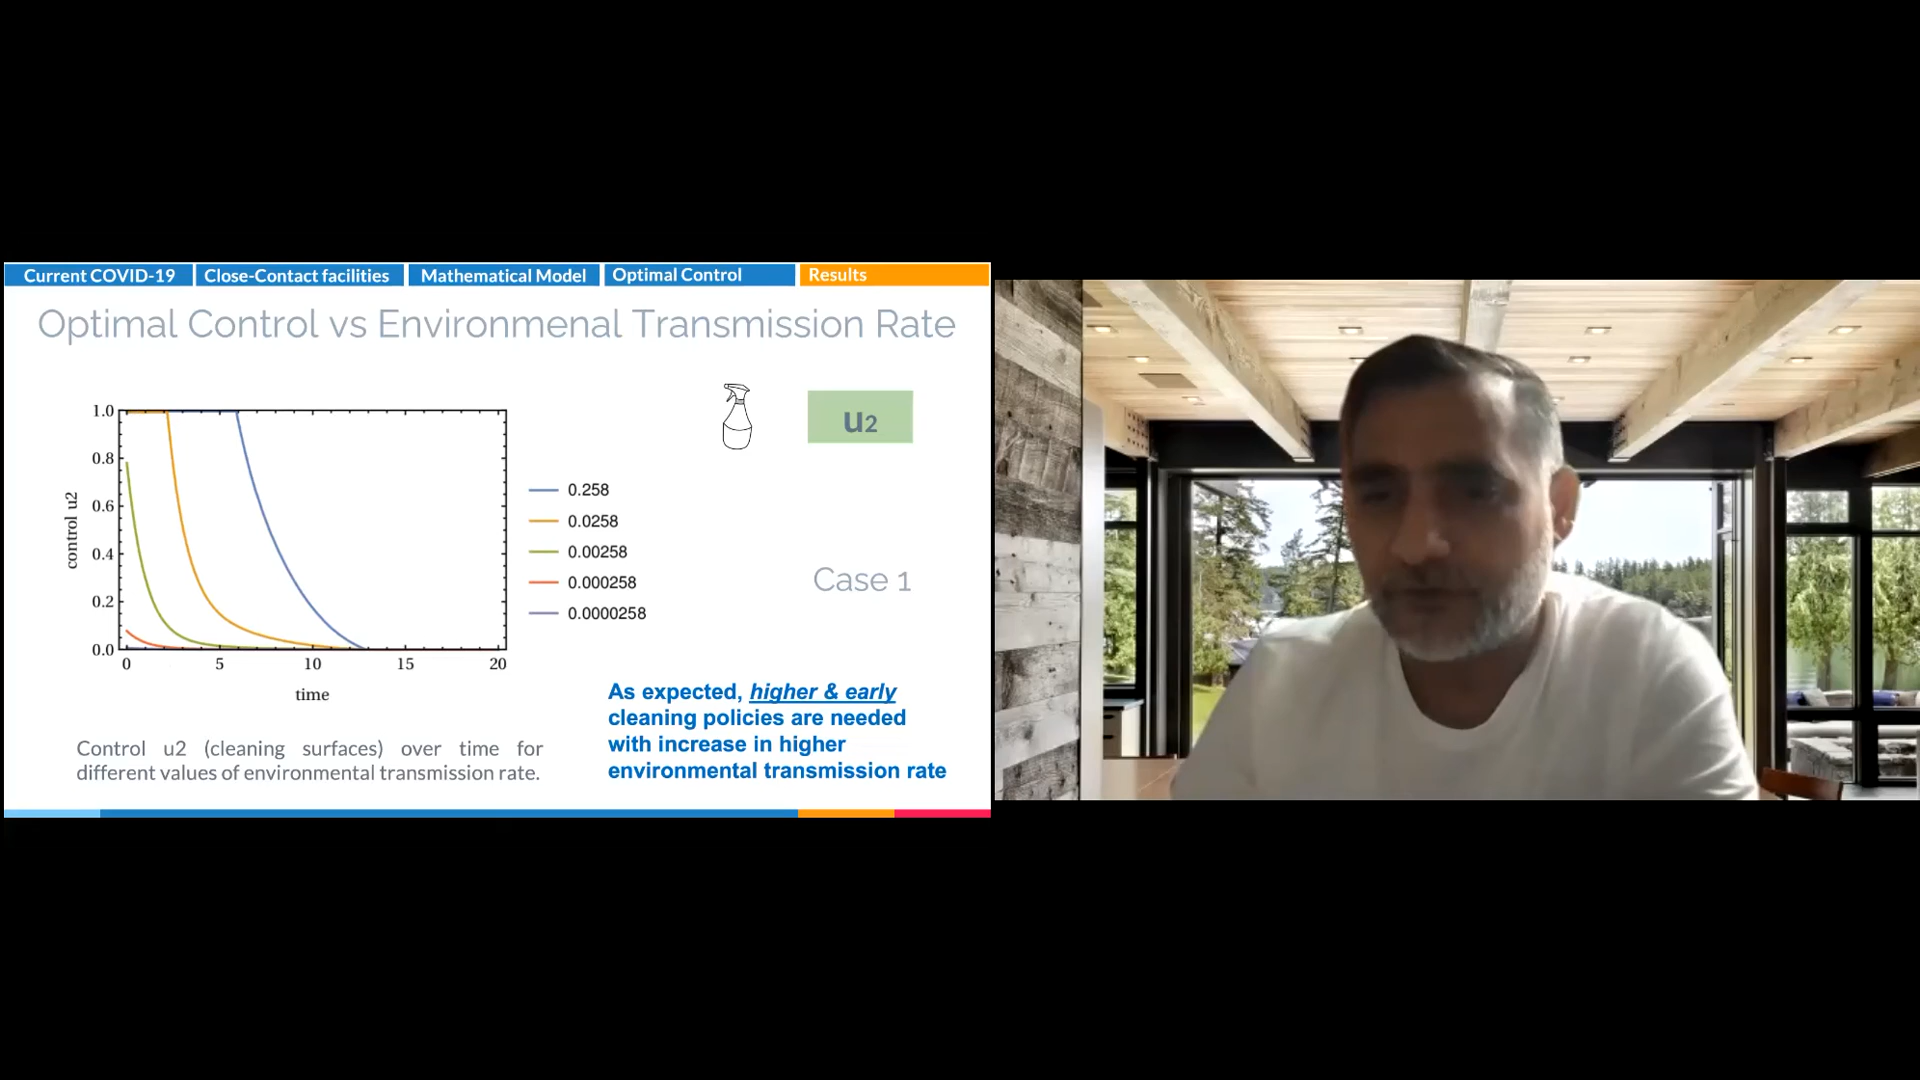 Current COVID-19 Close-Contact facilities Mathematical Model Optimal Control Results
Optimal Control vs Environmenal Transmission Rate
u2
1.0
0.8
0.6
0.4
0.2
0.0
control u2
0 5 10 15 20
time
0.258
0.0258
0.00258
0.000258
0.0000258
Case 1
Control u2 (cleaning surfaces) over time for
different values of environmental transmission rate.
As expected, higher & early
cleaning policies are needed
with increase in higher
environmental transmission rate